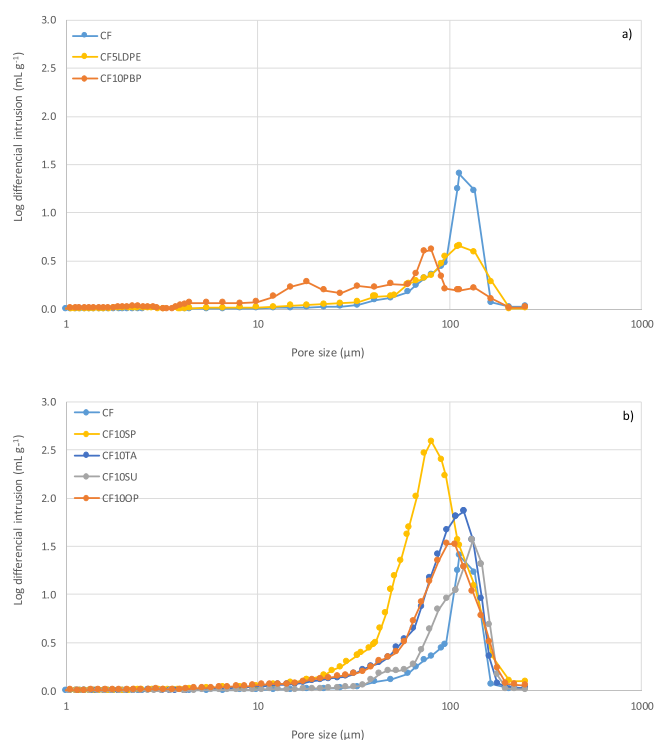 a)
CF
CF5LDPE
CF10PBP
Log differencial intrusion (mL g-1)
3.0
2.5
2.0
1.5
1.0
0.5
0.0
1 10 100 1000
Pore size (µm)
b)
CF
CF10SP
CF10TA
CF10SU
CF10OP
Log differencial intrusion (mL g-1)
3.0
2.5
2.0
1.5
1.0
0.5
0.0
1 10 100 1000
Pore size (µm)